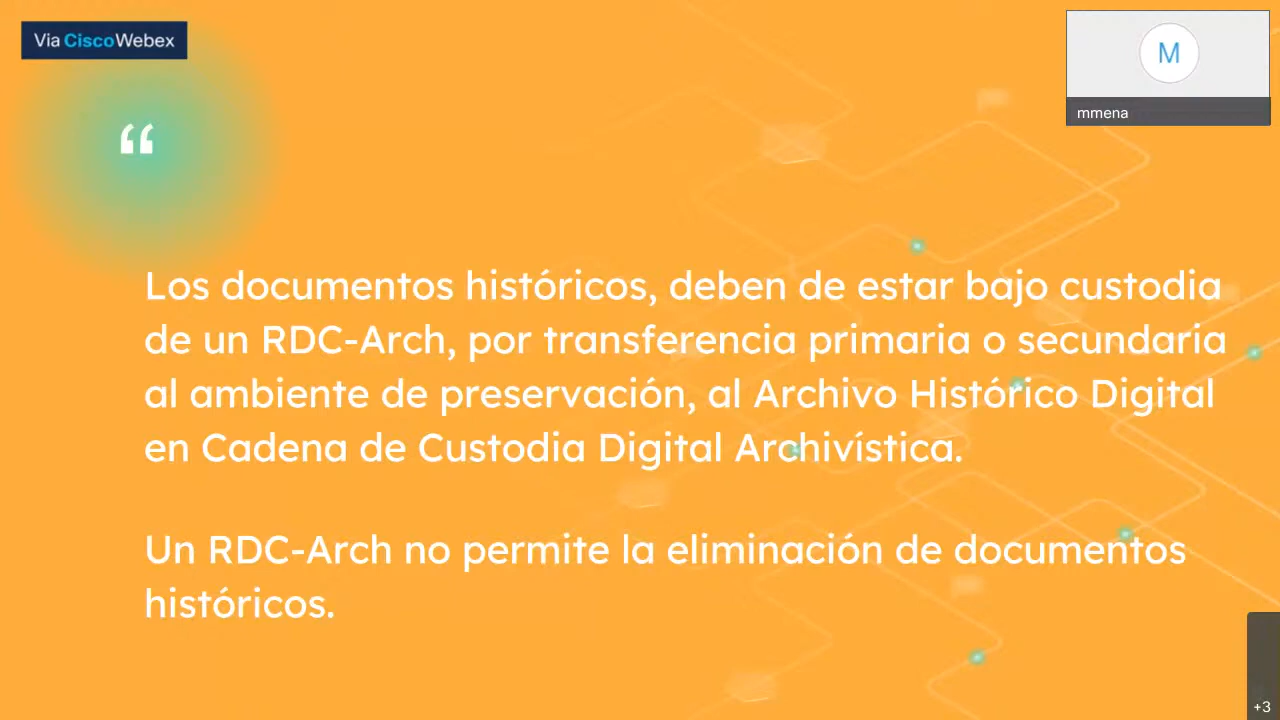 Via CiscoWebex
M
mmena
“
Los documentos históricos, deben de estar bajo custodia
de un RDC-Arch, por transferencia primaria o secundaria
al ambiente de preservación, al Archivo Histórico Digital
en Cadena de Custodia Digital Archivística.
Un RDC-Arch no permite la eliminación de documentos
históricos.
+3